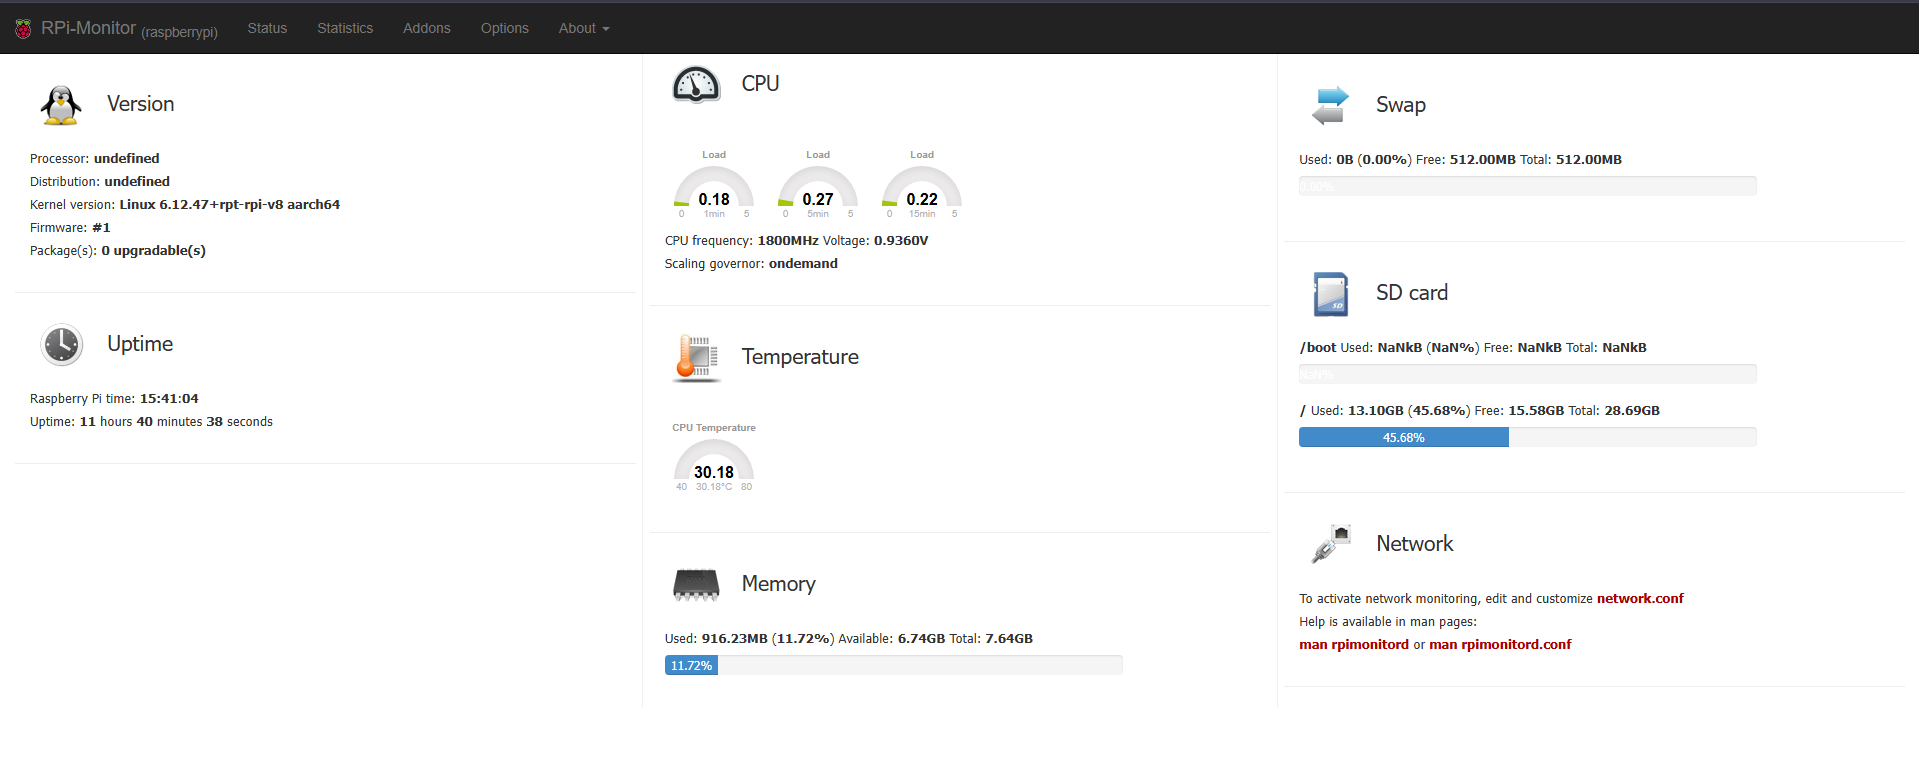 RPi-Monitor (raspberrypi) Status Statistics Addons Options About
Version
Processor: undefined
Distribution: undefined
Kernel version: Linux 6.12.47+rpt-rpi-v8 aarch64
Firmware: #1
Package(s): 0 upgradable(s)
Uptime
Raspberry Pi time: 15:41:04
Uptime: 11 hours 40 minutes 38 seconds
CPU
Load Load Load
0.18 0.27 0.22
0 1min 5 0 5min 5 0 15min 5
CPU frequency: 1800MHz Voltage: 0.9360V
Scaling governor: ondemand
Temperature
CPU Temperature
30.18
40 30.18°C 80
Memory
Used: 916.23MB (11.72%) Available: 6.74GB Total: 7.64GB
11.72%
Swap
Used: 0B (0.00%) Free: 512.00MB Total: 512.00MB
0.00%
SD card
SD
/boot Used: NaNkB (NaN%) Free: NaNkB Total: NaNkB
NaN%
/ Used: 13.10GB (45.68%) Free: 15.58GB Total: 28.69GB
45.68%
Network
To activate network monitoring, edit and customize network.conf
Help is available in man pages:
man rpimonitord or man rpimonitord.conf